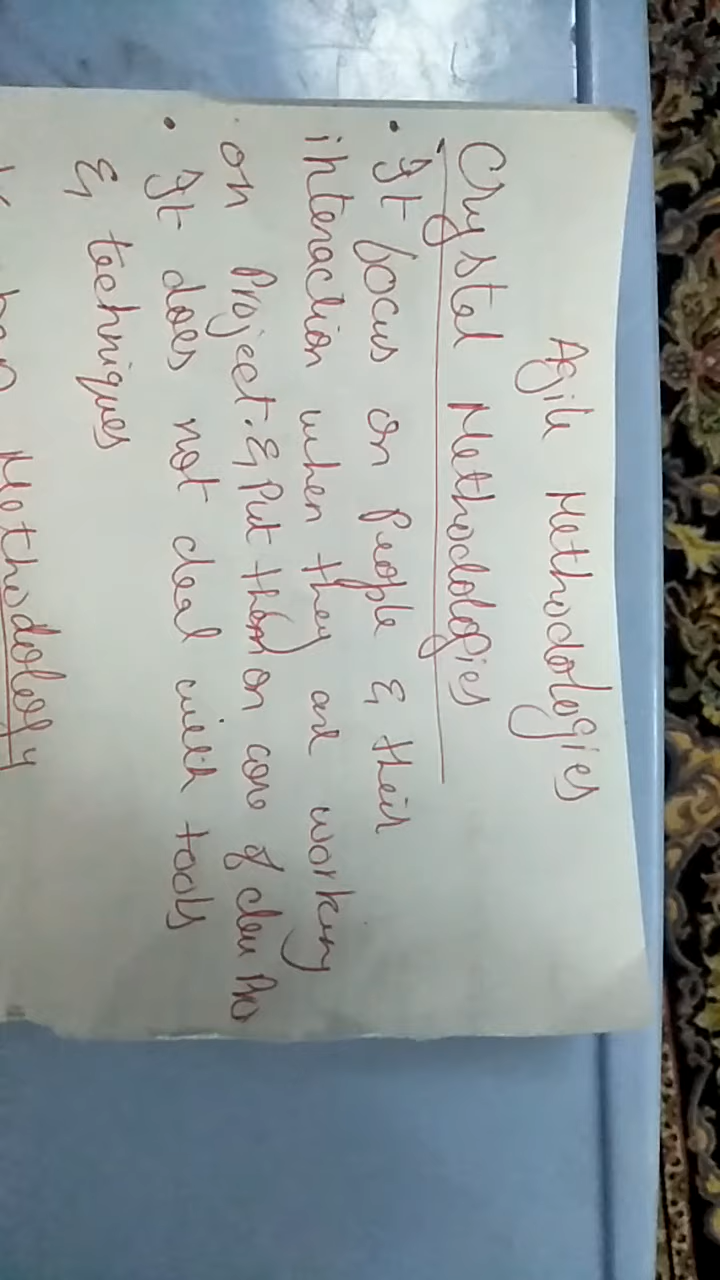 Agile Methodologies
Crystal Methodologies
• It focus on People & their
interaction when they are working
on Project. & Put them on core of dev Pro
• It does not deal with tools
& techniques
Methodology